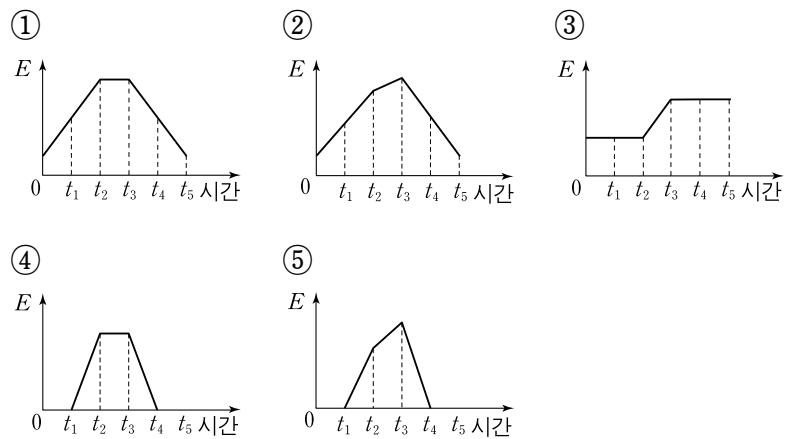 ① ② ③
E E E
0 t₁ t₂ t₃ t₄ t₅ 시간 0 t₁ t₂ t₃ t₄ t₅ 시간 0 t₁ t₂ t₃ t₄ t₅ 시간
④ ⑤
E E
0 t₁ t₂ t₃ t₄ t₅ 시간 0 t₁ t₂ t₃ t₄ t₅ 시간